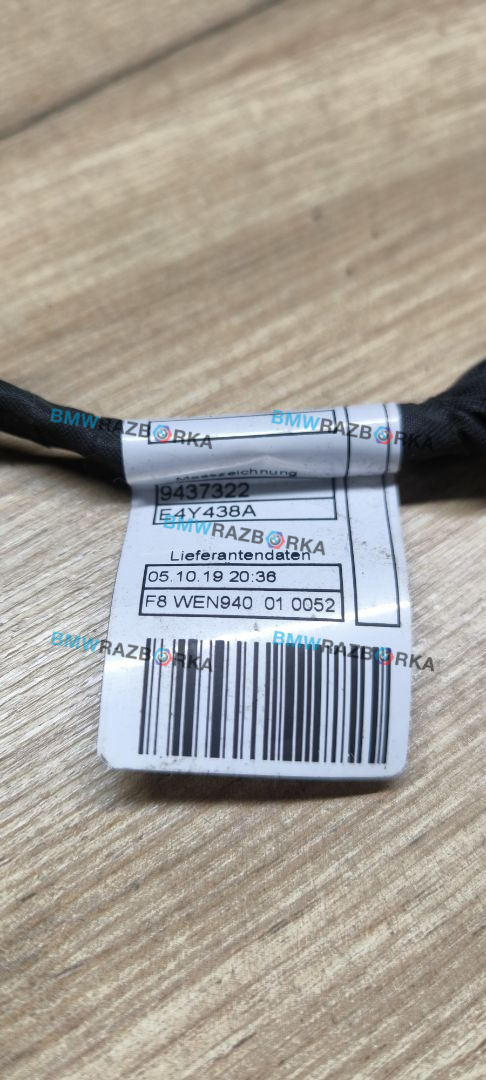 BMWRAZBORKA
BMWRAZBORKA
9437322
E4Y438A
BMWRAZBORKA
Lieferantendaten
05.10.19 20:36
F8 WEN940 01 0052
BMWRAZBORKA
BMWRAZBORKA